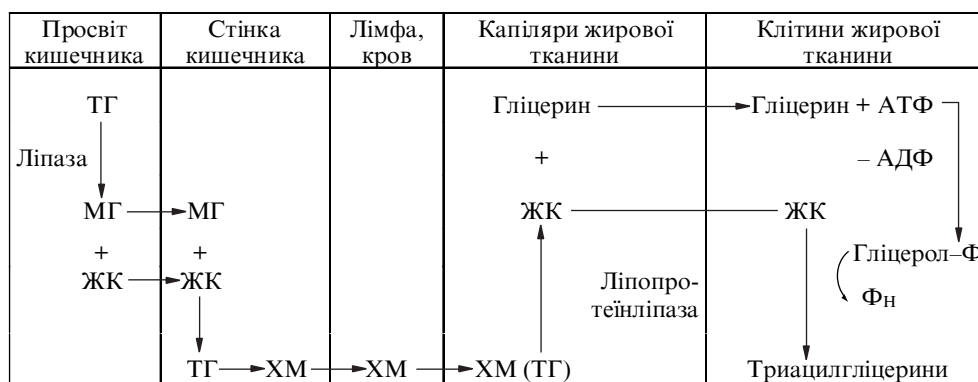 Просвіт кишечника
Стінка кишечника
Лімфа, кров
Капіляри жирової тканини
Клітини жирової тканини
ТГ
Гліцерин
Гліцерин + АТФ
Ліпаза
+
– АДФ
МГ
МГ
ЖК
ЖК
+
+
Гліцерол–Ф
ЖК
ЖК
Ліпопро-
теїнліпаза
Фн
ТГ
ХМ
ХМ
ХМ (ТГ)
Триацилгліцерини